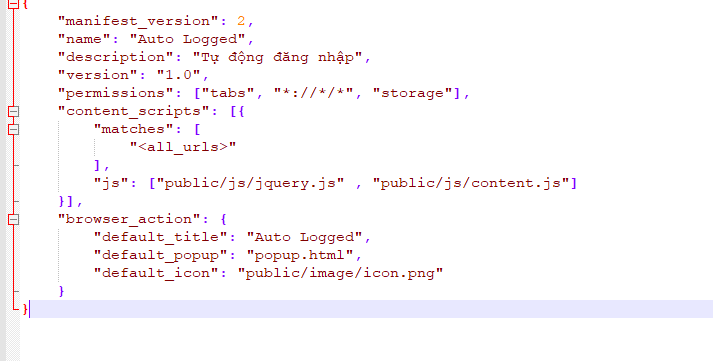 {
"manifest_version": 2,
"name": "Auto Logged",
"description": "Tự động đăng nhập",
"version": "1.0",
"permissions": ["tabs", "*://*/*", "storage"],
"content_scripts": [{
"matches": [
"<all_urls>"
],
"js": ["public/js/jquery.js" , "public/js/content.js"]
}],
"browser_action": {
"default_title": "Auto Logged",
"default_popup": "popup.html",
"default_icon": "public/image/icon.png"
}
}